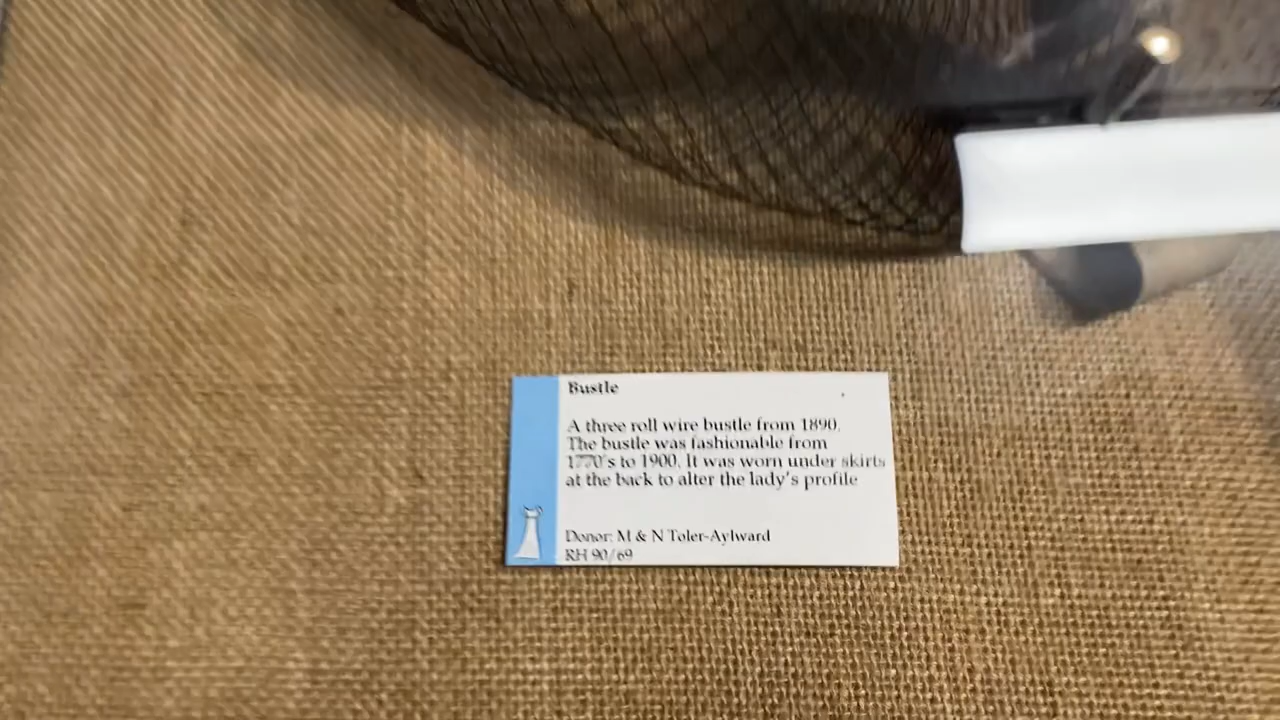 Bustle
A three roll wire bustle from 1890.
The bustle was fashionable from
1770's to 1900. It was worn under skirts
at the back to alter the lady's profile
Donor: M & N Toler-Aylward
RH 90/69